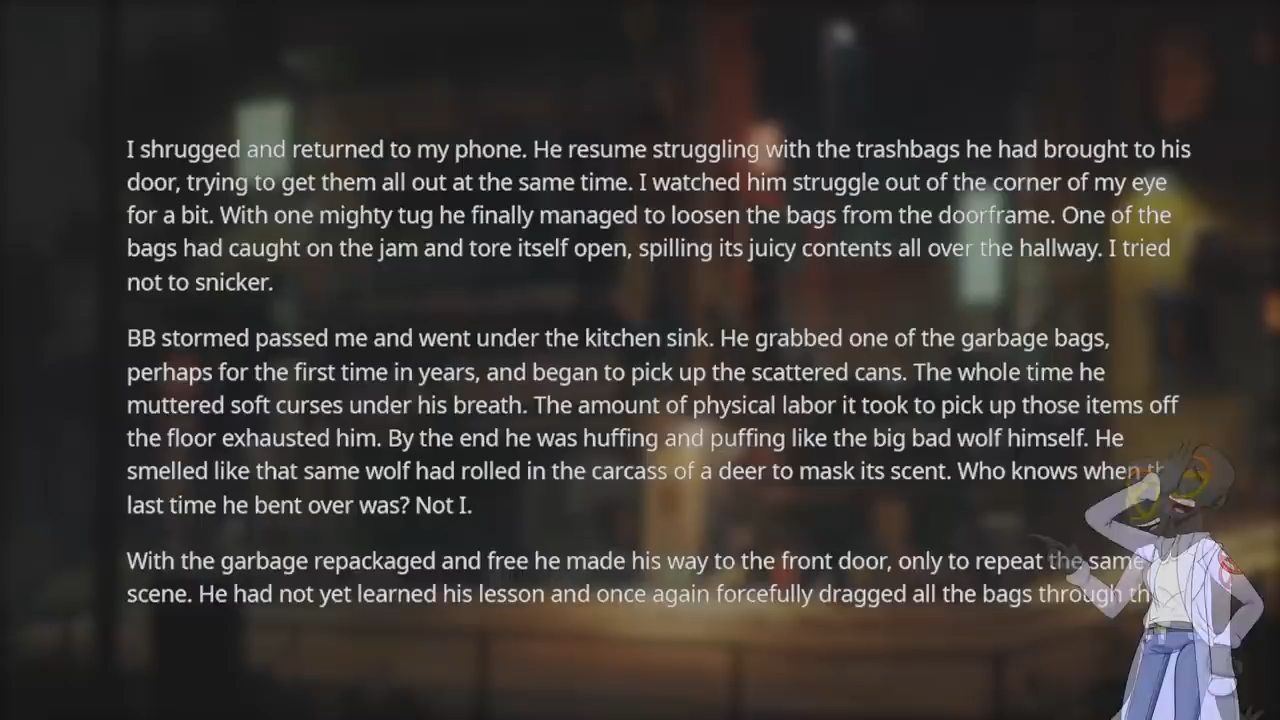 I shrugged and returned to my phone. He resume struggling with the trashbags he had brought to his
door, trying to get them all out at the same time. I watched him struggle out of the corner of my eye
for a bit. With one mighty tug he finally managed to loosen the bags from the doorframe. One of the
bags had caught on the jam and tore itself open, spilling its juicy contents all over the hallway. I tried
not to snicker.
BB stormed passed me and went under the kitchen sink. He grabbed one of the garbage bags,
perhaps for the first time in years, and began to pick up the scattered cans. The whole time he
muttered soft curses under his breath. The amount of physical labor it took to pick up those items off
the floor exhausted him. By the end he was huffing and puffing like the big bad wolf himself. He
smelled like that same wolf had rolled in the carcass of a deer to mask its scent. Who knows when
last time he bent over was? Not I.
With the garbage repackaged and free he made his way to the front door, only to repeat the same
scene. He had not yet learned his lesson and once again forcefully dragged all the bags through